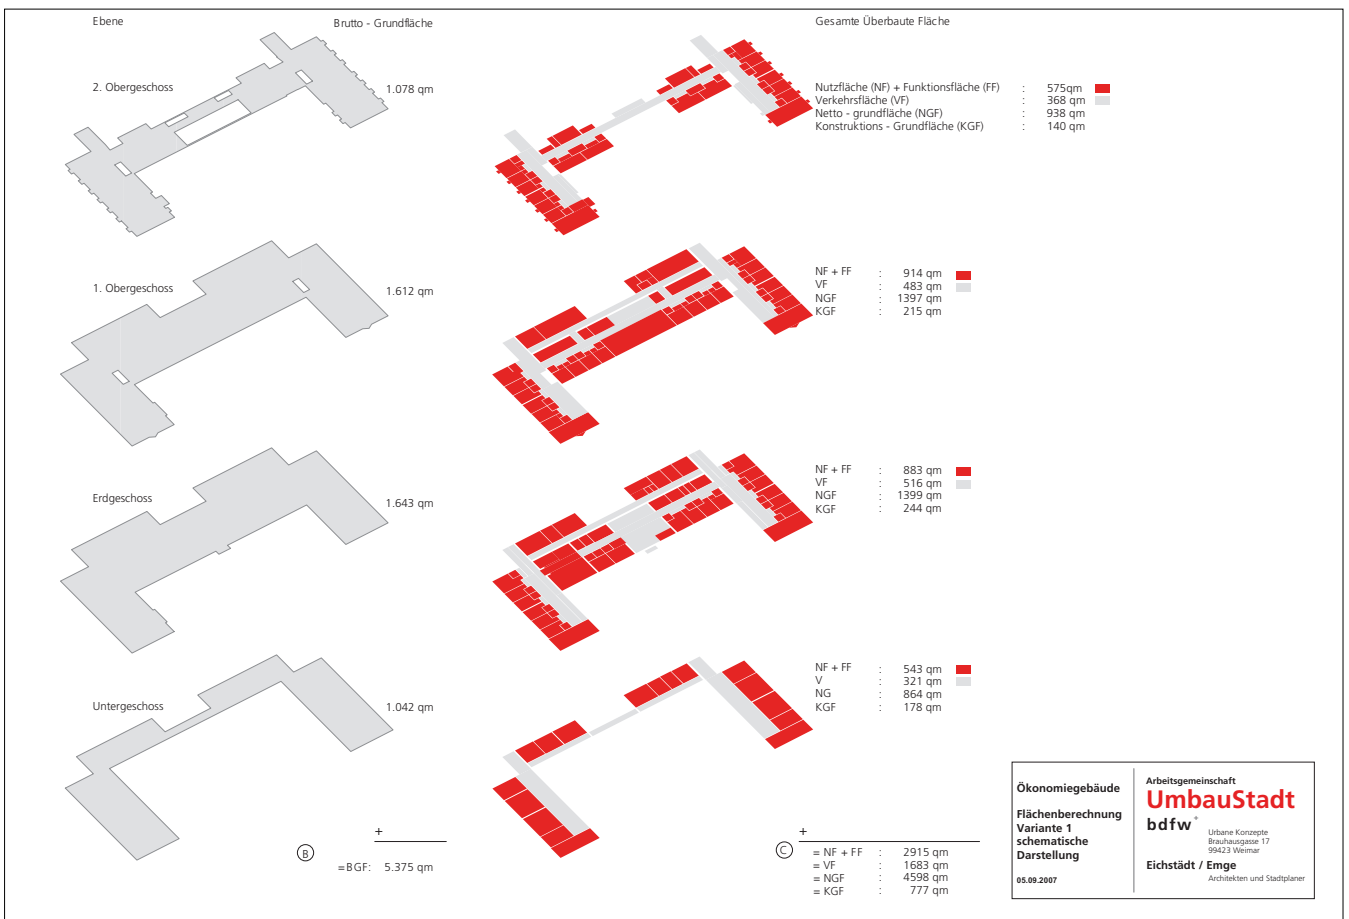 Ebene
Brutto - Grundfläche
Gesamte Überbaute Fläche
2. Obergeschoss
1.078 qm
Nutzfläche (NF) + Funktionsfläche (FF) : 575qm
Verkehrsfläche (VF) : 368 qm
Netto - grundfläche (NGF) : 938 qm
Konstruktions - Grundfläche (KGF) : 140 qm
1. Obergeschoss
1.612 qm
NF + FF : 914 qm
VF : 483 qm
NGF : 1397 qm
KGF : 215 qm
Erdgeschoss
1.643 qm
NF + FF : 883 qm
VF : 516 qm
NGF : 1399 qm
KGF : 244 qm
Untergeschoss
1.042 qm
NF + FF : 543 qm
V : 321 qm
NG : 864 qm
KGF : 178 qm
+
B
=BGF: 5.375 qm
+
C
= NF + FF : 2915 qm
= VF : 1683 qm
= NGF : 4598 qm
= KGF : 777 qm
Ökonomiegebäude
Flächenberechnung
Variante 1
schematische
Darstellung
05.09.2007
Arbeitsgemeinschaft
UmbauStadt
bdfw°
Urbane Konzepte
Brauhausgasse 17
99423 Weimar
Eichstädt / Emge
Architekten und Stadtplaner